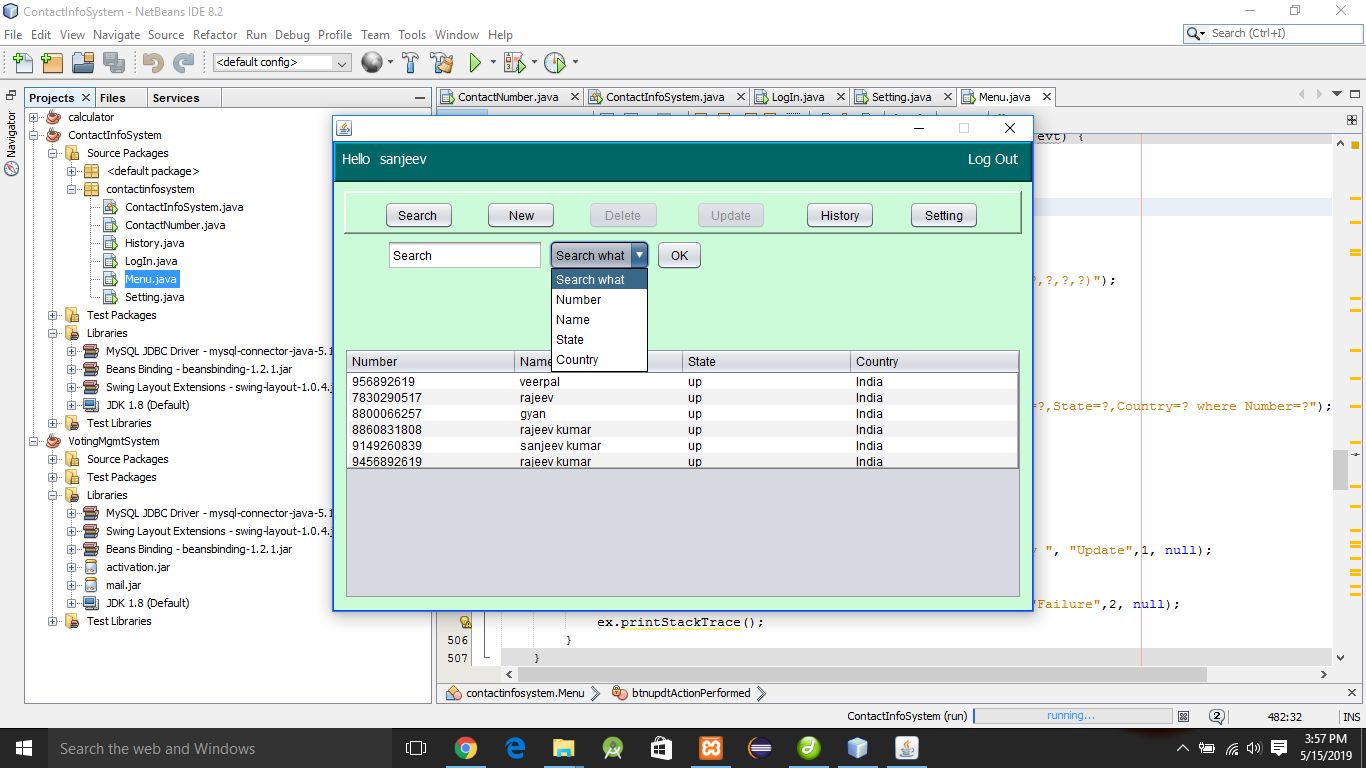 ContactInfoSystem - NetBeans IDE 8.2
File Edit View Navigate Source Refactor Run Debug Profile Team Tools Window Help
Search (Ctrl+I)
<default config>
Projects Files Services
ContactNumber.java ContactInfoSystem.java LogIn.java Setting.java Menu.java
Navigator
calculator
ContactInfoSystem
Source Packages
<default package>
contactinfosystem
ContactInfoSystem.java
ContactNumber.java
History.java
LogIn.java
Menu.java
Setting.java
Test Packages
Libraries
MySQL JDBC Driver - mysql-connector-java-5.1
Beans Binding - beansbinding-1.2.1.jar
Swing Layout Extensions - swing-layout-1.0.4.j
JDK 1.8 (Default)
Test Libraries
VotingMgmtSystem
Source Packages
Test Packages
Libraries
MySQL JDBC Driver - mysql-connector-java-5.1
Swing Layout Extensions - swing-layout-1.0.4.j
Beans Binding - beansbinding-1.2.1.jar
activation.jar
mail.jar
JDK 1.8 (Default)
Test Libraries
Hello sanjeev Log Out
Search New Delete Update History Setting
Search Search what OK
Search what
Number
Name
State
Country
Number Name State Country
956892619 veerpal up India
7830290517 rajeev up India
8800066257 gyan up India
8860831808 rajeev kumar up India
9149260839 sanjeev kumar up India
9456892619 rajeev kumar up India
evt) {
?,?,?,?)");
=?,State=?,Country=? where Number=?");
", "Update",1, null);
"Failure",2, null);
ex.printStackTrace();
506 }
507 }
contactinfosystem.Menu btnupdtActionPerformed
ContactInfoSystem (run) running... 2 482:32 INS
Search the web and Windows
3:57 PM
5/15/2019